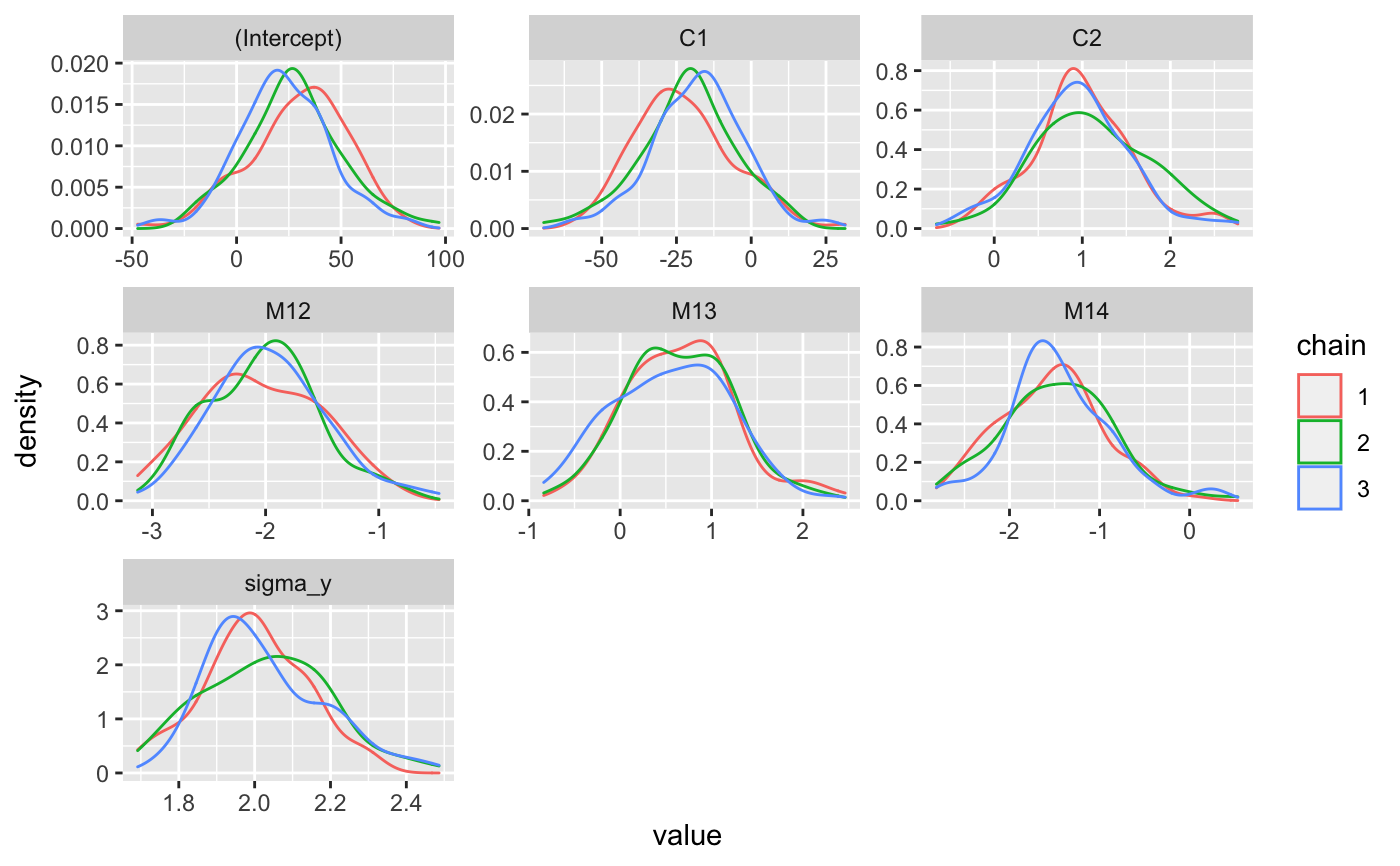 (Intercept) C1 C2
0.020 0.015 0.010 0.005 0.000
0.02 0.01 0.00
0.8 0.6 0.4 0.2 0.0
-50 0 50 100 -50 -25 0 25 0 1 2
M12 M13 M14
0.8 0.6 0.4 0.2 0.0
0.6 0.4 0.2 0.0
0.8 0.6 0.4 0.2 0.0
-3 -2 -1 -1 0 1 2 -2 -1 0
sigma_y
3 2 1 0
1.8 2.0 2.2 2.4
density
value
chain
1
2
3